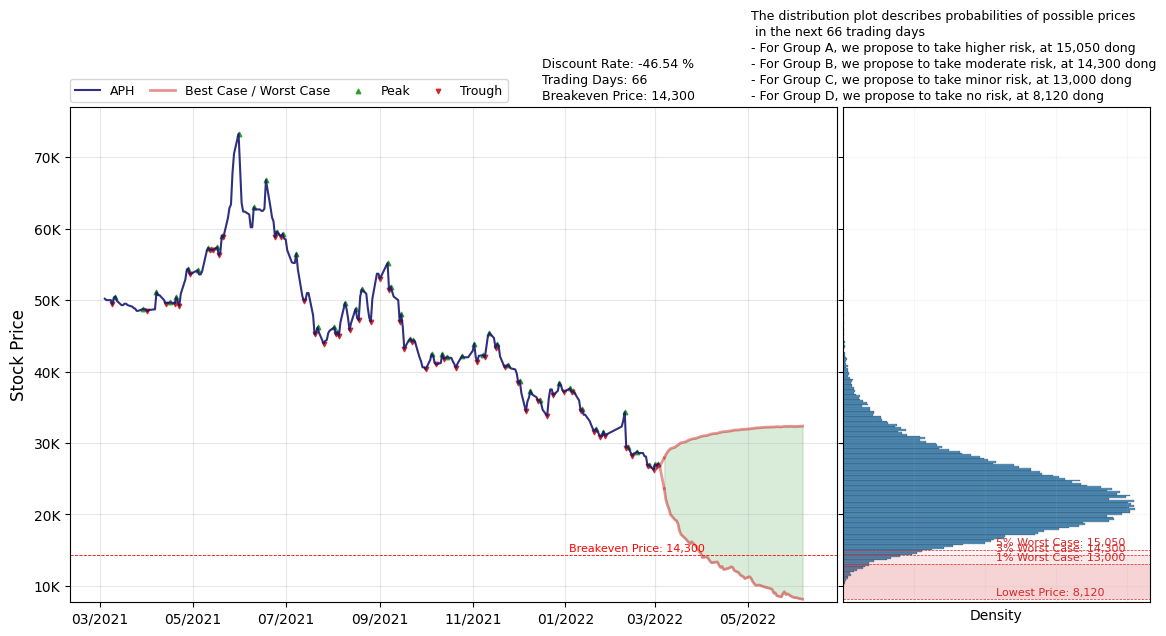 The distribution plot describes probabilities of possible prices
in the next 66 trading days
- For Group A, we propose to take higher risk, at 15,050 dong
- For Group B, we propose to take moderate risk, at 14,300 dong
- For Group C, we propose to take minor risk, at 13,000 dong
- For Group D, we propose to take no risk, at 8,120 dong
Discount Rate: -46.54 %
Trading Days: 66
Breakeven Price: 14,300
APH
Best Case / Worst Case
Peak
Trough
Stock Price
70K
60K
50K
40K
30K
20K
10K
Breakeven Price: 14,300
03/2021
05/2021
07/2021
09/2021
11/2021
01/2022
03/2022
05/2022
5% Worst Case: 15,050
3% Worst Case: 14,300
1% Worst Case: 13,000
Lowest Price: 8,120
Density